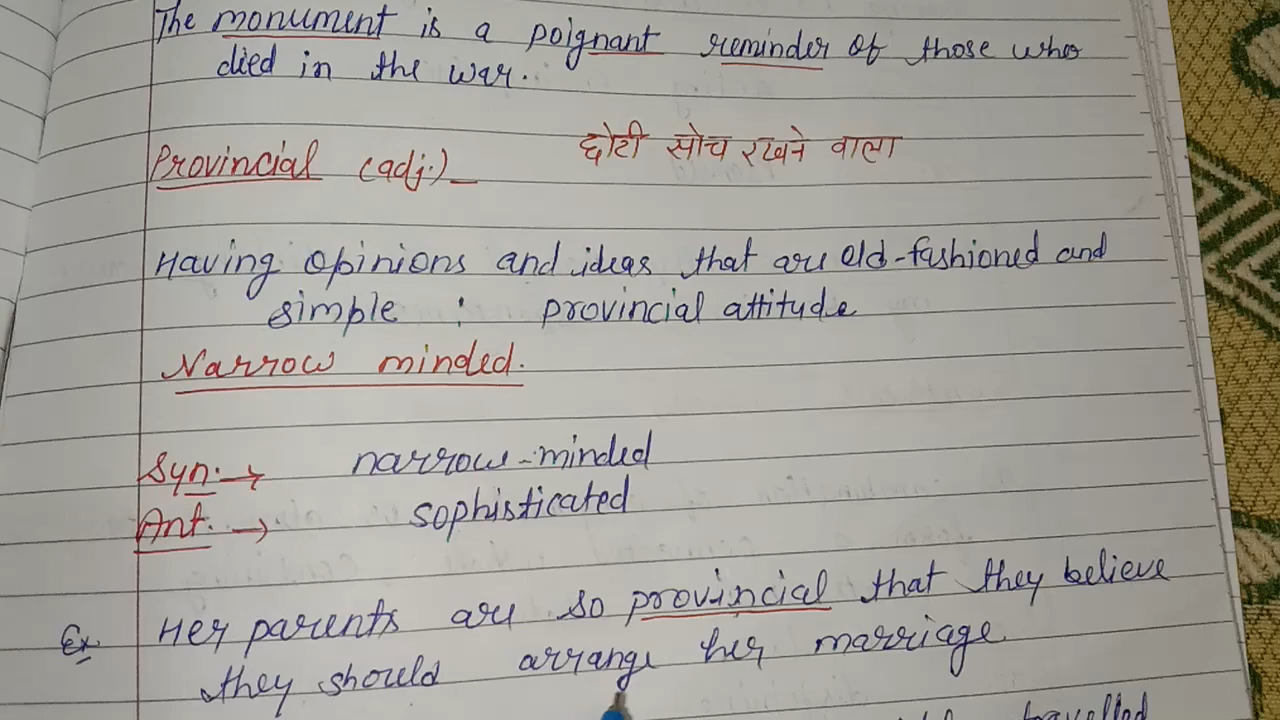 The monument is a poignant reminder of those who
died in the war.
Provincial (adj.) _ छोटी सोच रखने वाला
Having opinions and ideas that are old-fashioned and
simple : provincial attitude
Narrow minded.
Syn. → narrow-minded
Ant. → sophisticated
Ex. Her parents are so provincial that they believe
they should arrange her marriage.
travelled